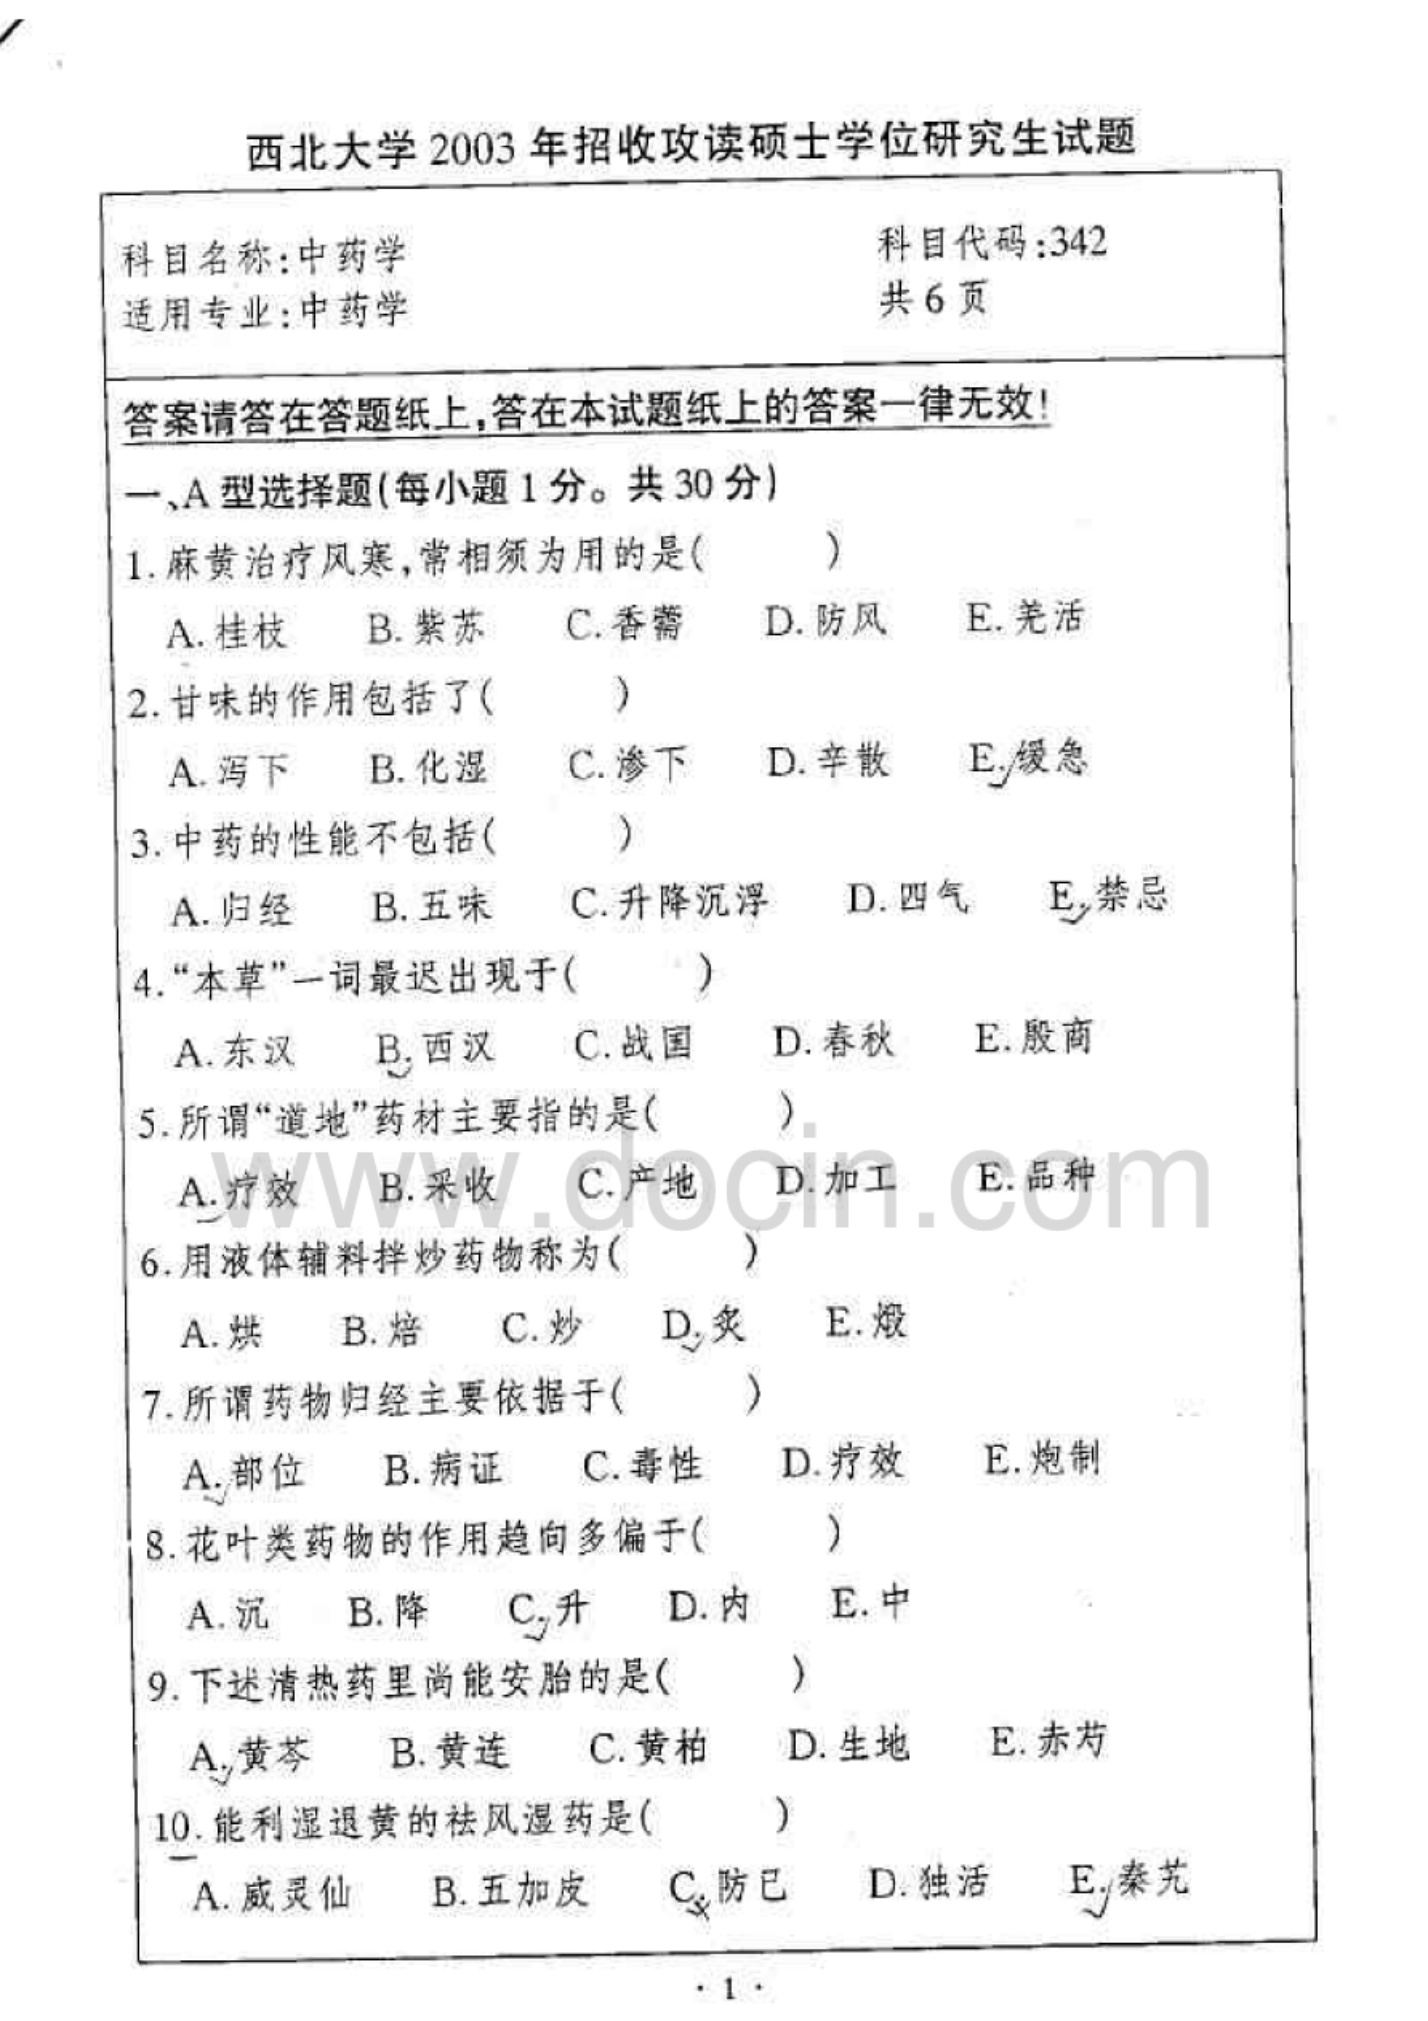 西北大学2003年招收攻读硕士学位研究生试题
科目名称:中药学 科目代码:342
适用专业:中药学 共6页
答案请答在答题纸上,答在本试题纸上的答案一律无效!
一、A型选择题(每小题1分。共30分)
1.麻黄治疗风寒,常相须为用的是( )
A.桂枝 B.紫苏 C.香薷 D.防风 E.羌活
2.甘味的作用包括了( )
A.泻下 B.化湿 C.渗下 D.辛散 E.缓急
3.中药的性能不包括( )
A.归经 B.五味 C.升降沉浮 D.四气 E.禁忌
4.“本草”一词最迟出现于( )
A.东汉 B.西汉 C.战国 D.春秋 E.殷商
5.所谓“道地”药材主要指的是( )
A.疗效 B.采收 C.产地 D.加工 E.品种
www.docin.com
6.用液体辅料拌炒药物称为( )
A.烘 B.焙 C.炒 D.炙 E.煅
7.所谓药物归经主要依据于( )
A.部位 B.病证 C.毒性 D.疗效 E.炮制
8.花叶类药物的作用趋向多偏于( )
A.沉 B.降 C.升 D.内 E.中
9.下述清热药里尚能安胎的是( )
A.黄芩 B.黄连 C.黄柏 D.生地 E.赤芍
10.能利湿退黄的祛风湿药是( )
A.威灵仙 B.五加皮 C.防已 D.独活 E.秦艽
·1·